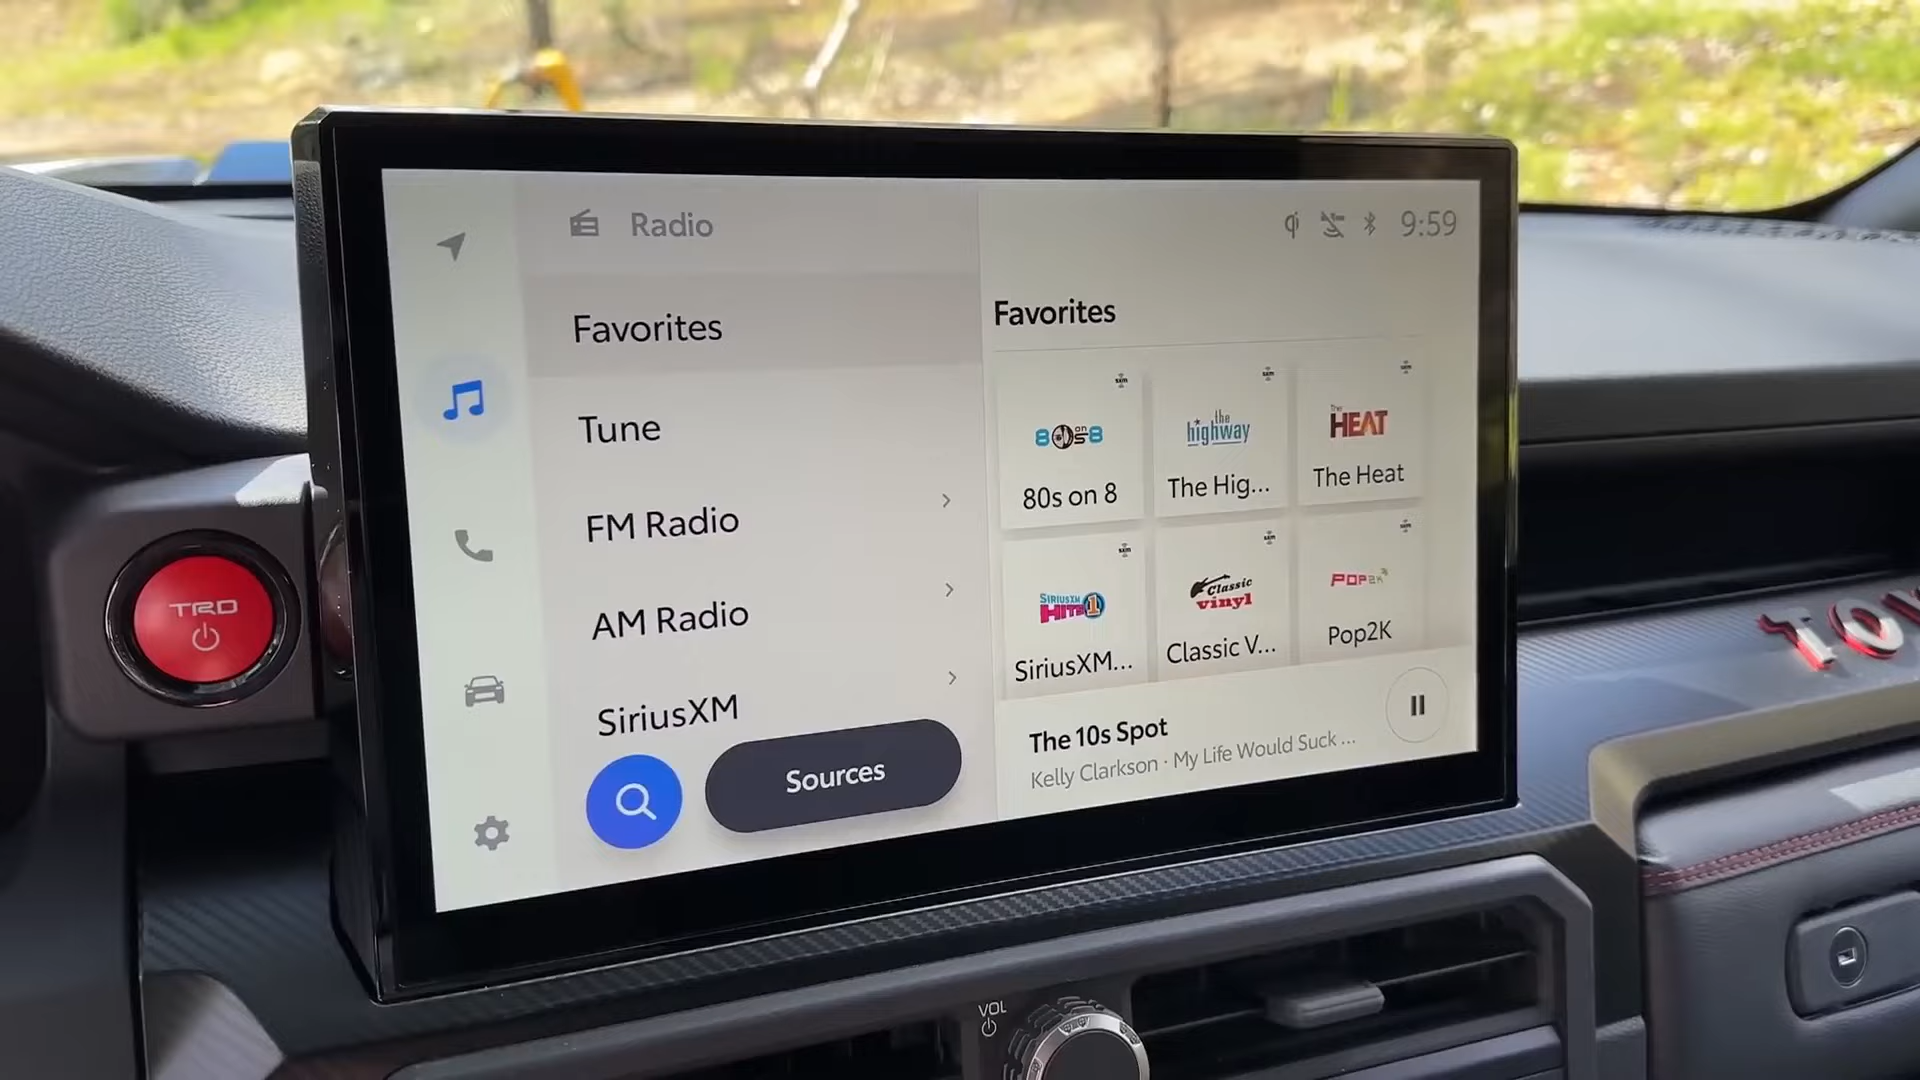 Radio
9:59
Favorites
Tune
FM Radio
AM Radio
SiriusXM
Sources
Favorites
80s on 8
80s on 8
the highway
The Hig...
The HEAT
The Heat
SIRIUSXM HITS 1
SiriusXM...
Classic vinyl
Classic V...
POP2K
Pop2K
The 10s Spot
Kelly Clarkson · My Life Would Suck ...
TRD
VOL
TOY